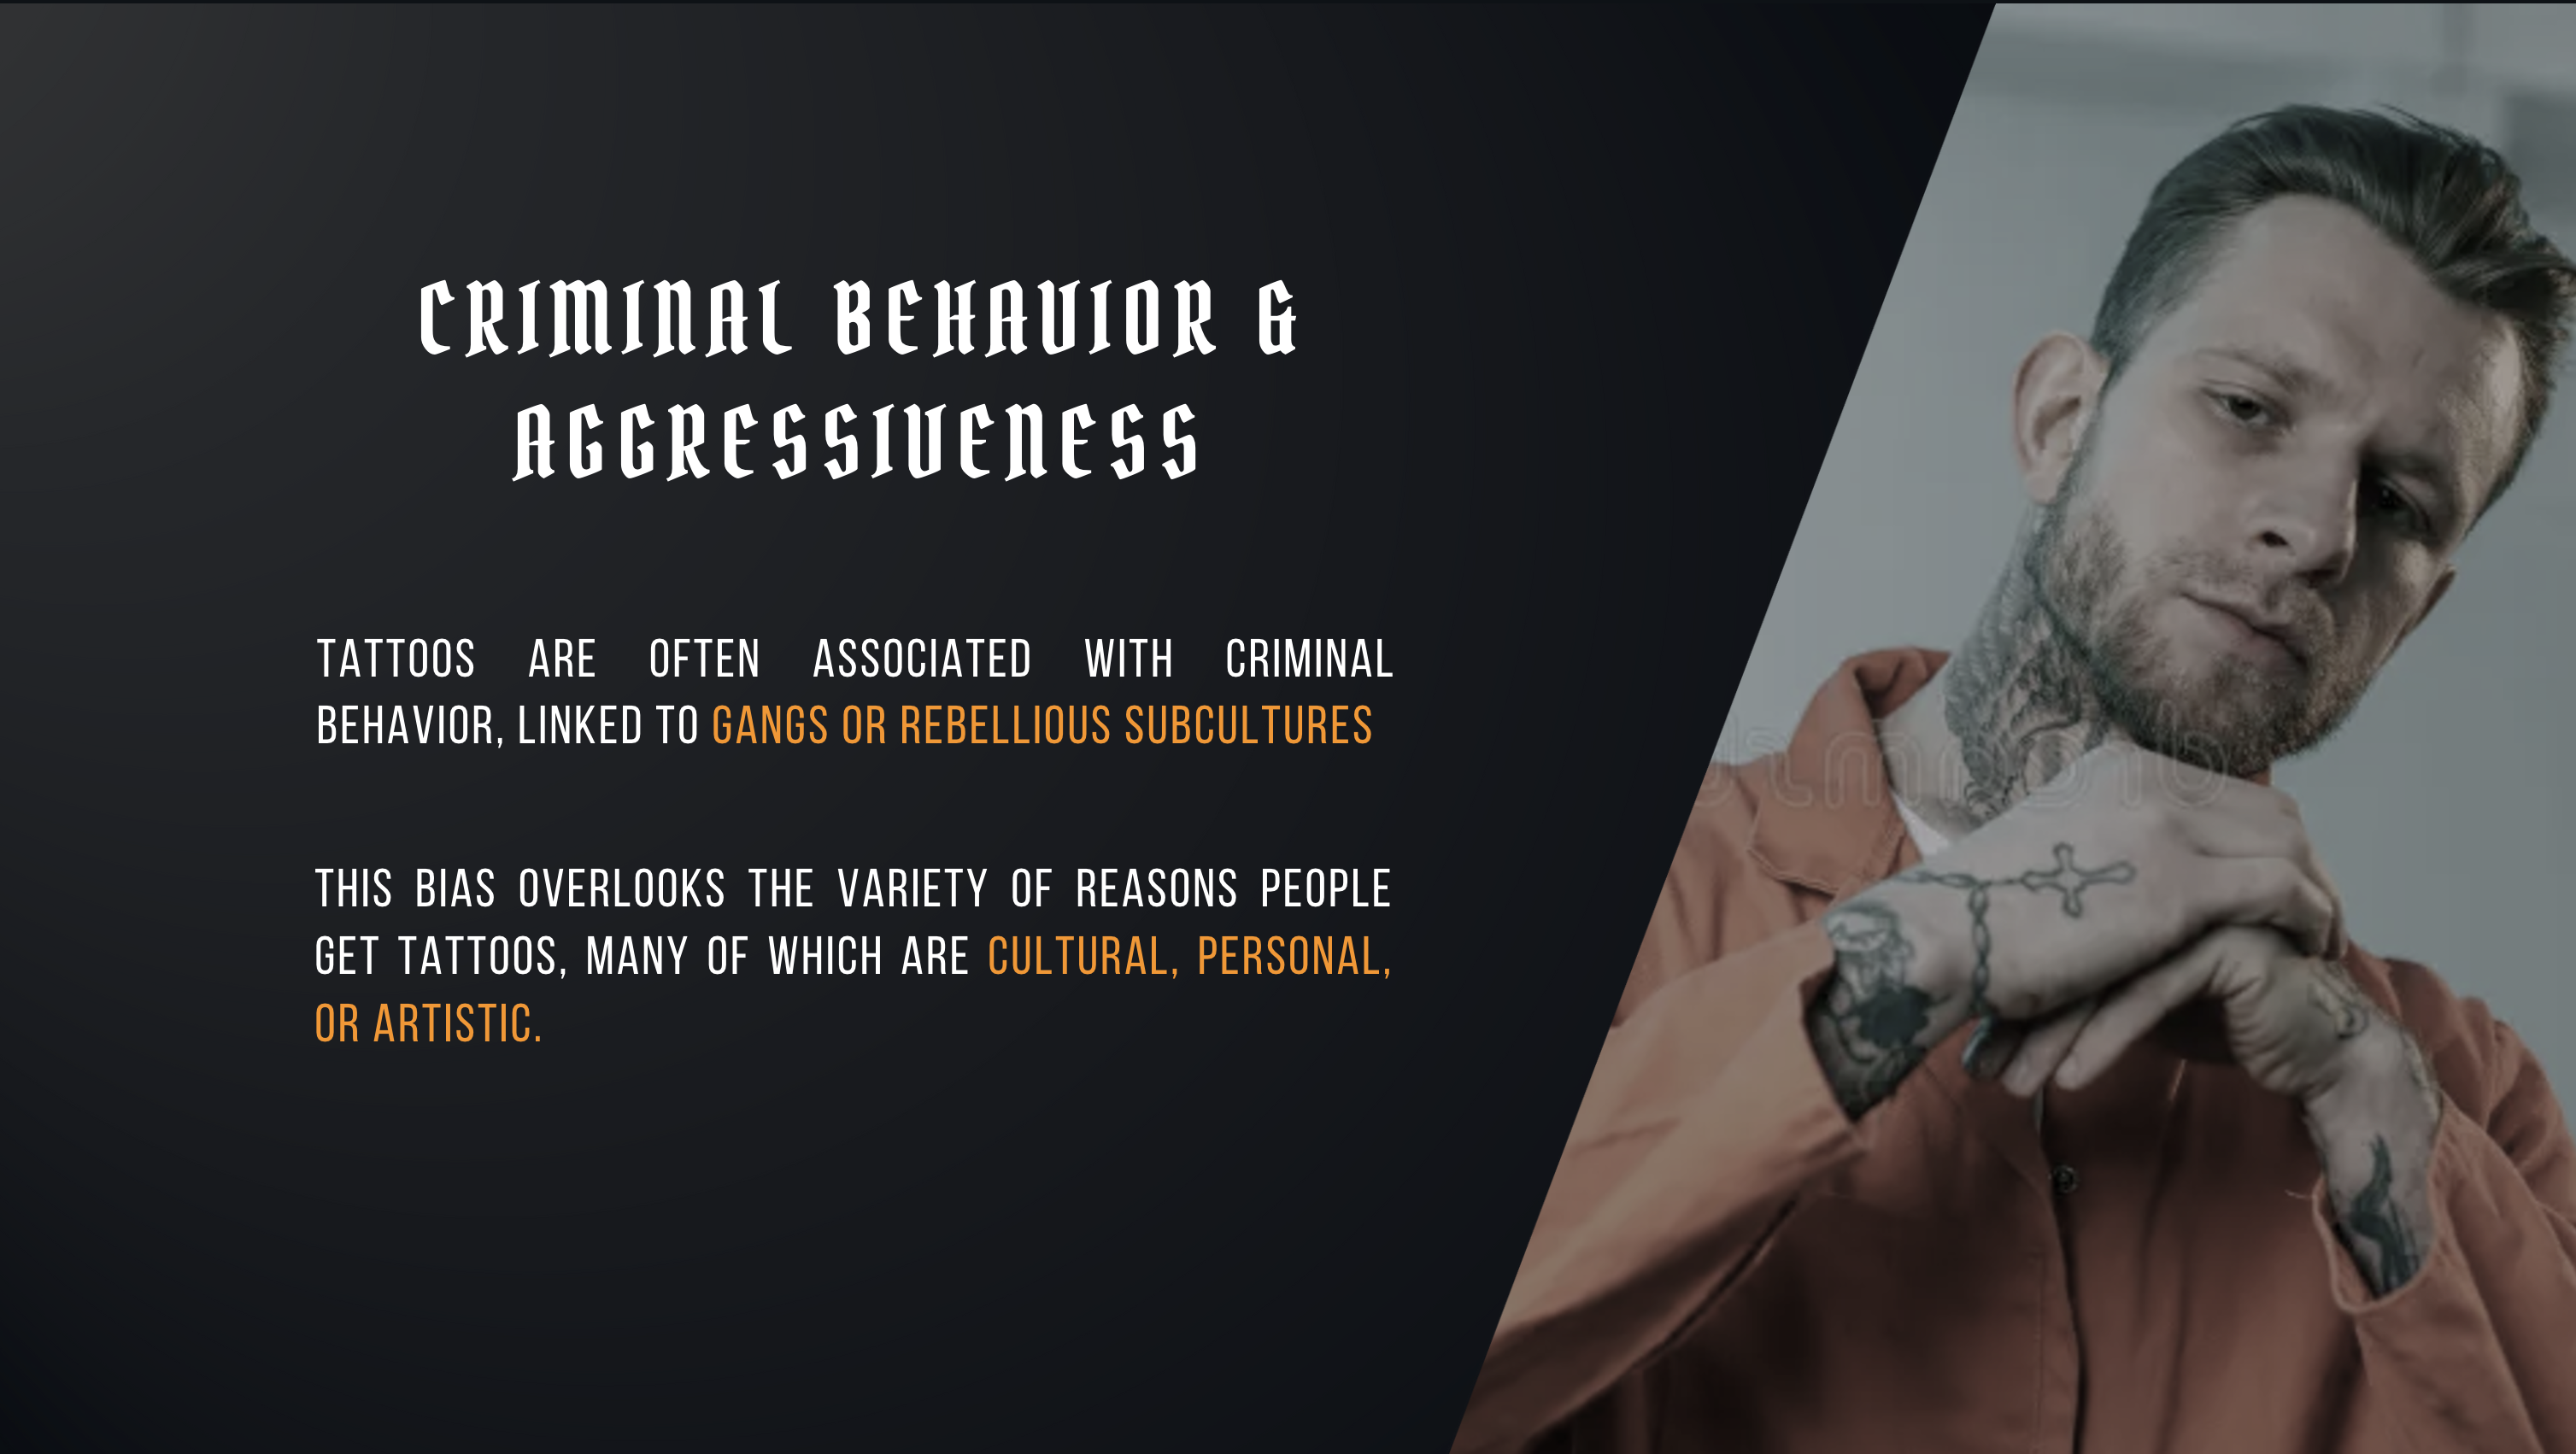 CRIMINAL BEHAVIOR &
AGGRESSIVENESS
TATTOOS ARE OFTEN ASSOCIATED WITH CRIMINAL
BEHAVIOR, LINKED TO GANGS OR REBELLIOUS SUBCULTURES
THIS BIAS OVERLOOKS THE VARIETY OF REASONS PEOPLE
GET TATTOOS, MANY OF WHICH ARE CULTURAL, PERSONAL,
OR ARTISTIC.